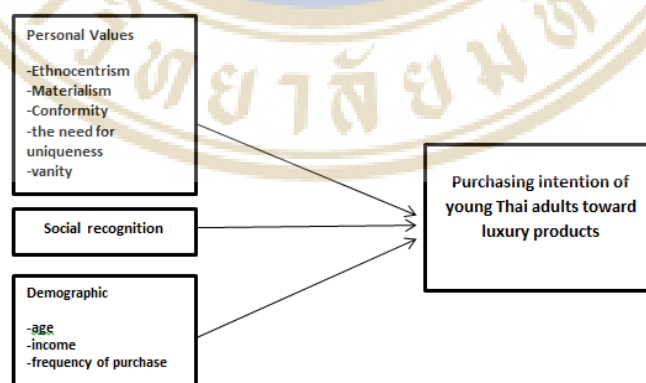 Personal Values
-Ethnocentrism
-Materialism
-Conformity
-the need for
uniqueness
-vanity
Social recognition
Demographic
-age
-income
-frequency of purchase
Purchasing intention of
young Thai adults toward
luxury products